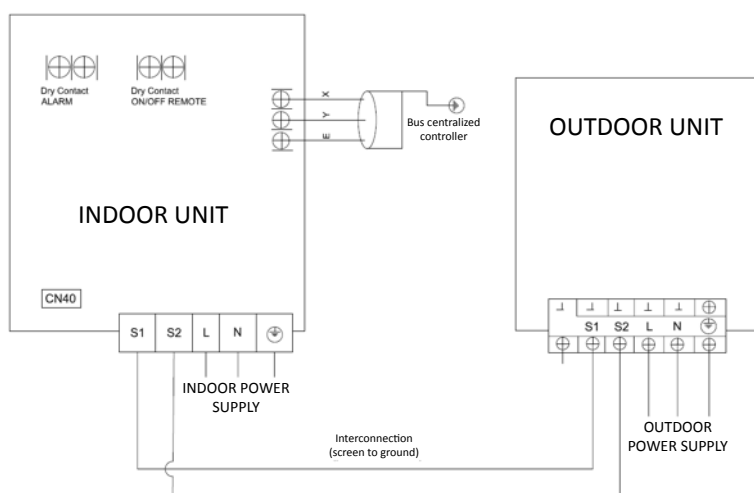 Dry Contact
ALARM
Dry Contact
ON/OFF REMOTE
X
Y
E
Bus centralized
controller
INDOOR UNIT
CN40
S1 S2 L N
INDOOR POWER
SUPPLY
OUTDOOR UNIT
S1 S2 L N
OUTDOOR
POWER SUPPLY
Interconnection
(screen to ground)